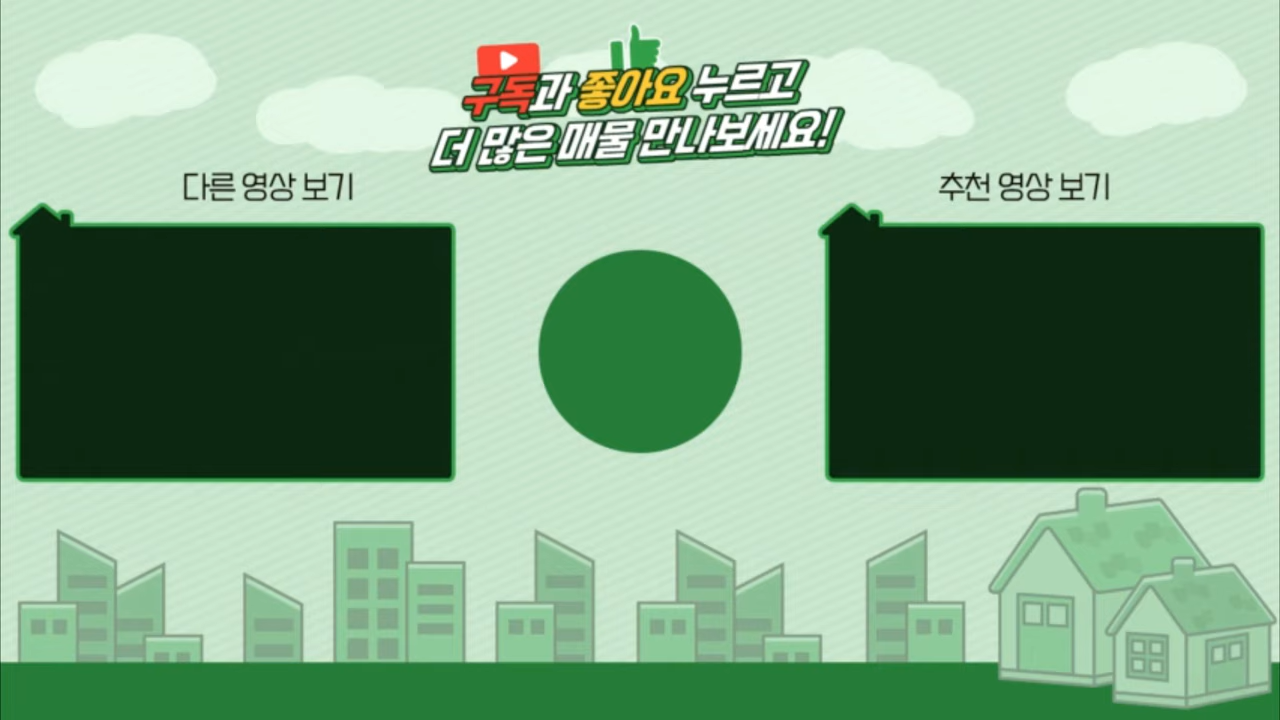 구독과 좋아요 누르고
더 많은 매물 만나보세요!
다른 영상 보기
추천 영상 보기